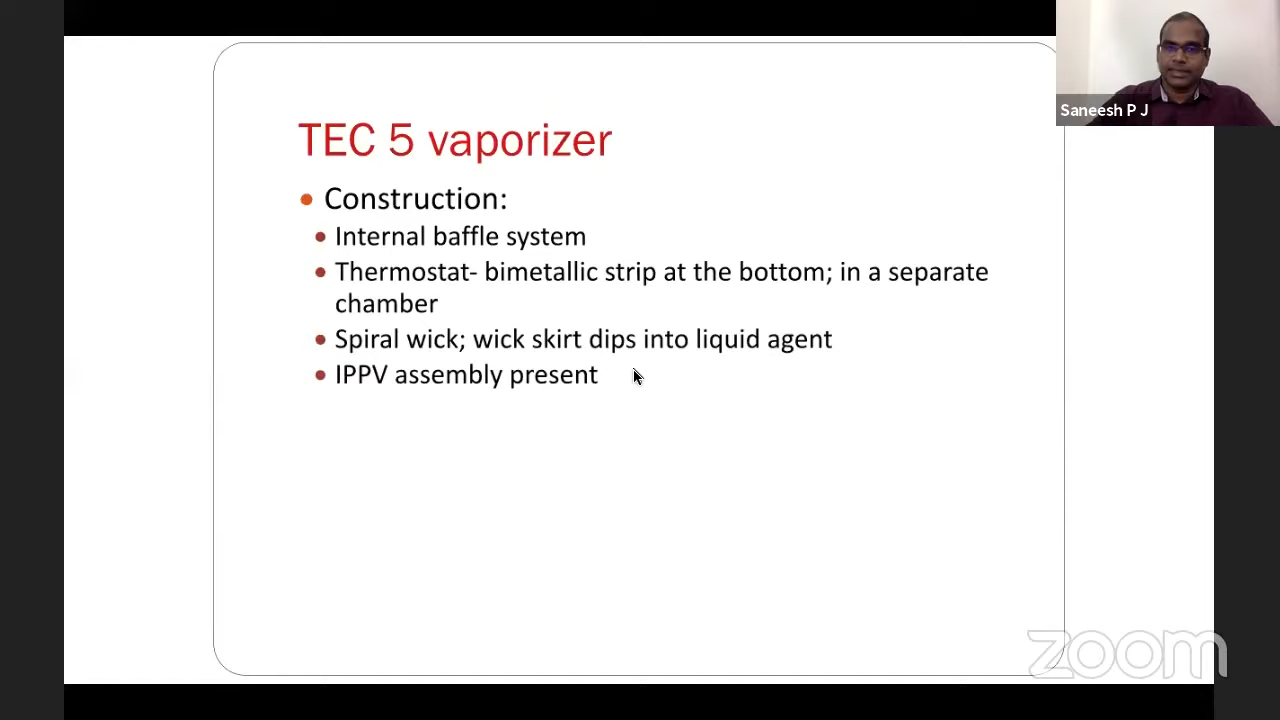 Saneesh P J
TEC 5 vaporizer
Construction:
Internal baffle system
Thermostat- bimetallic strip at the bottom; in a separate
chamber
Spiral wick; wick skirt dips into liquid agent
IPPV assembly present
zoom